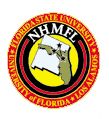 FLORIDA STATE UNIVERSITY
NHMFL
UNIVERSITY of FLORIDA • LOS ALAMOS